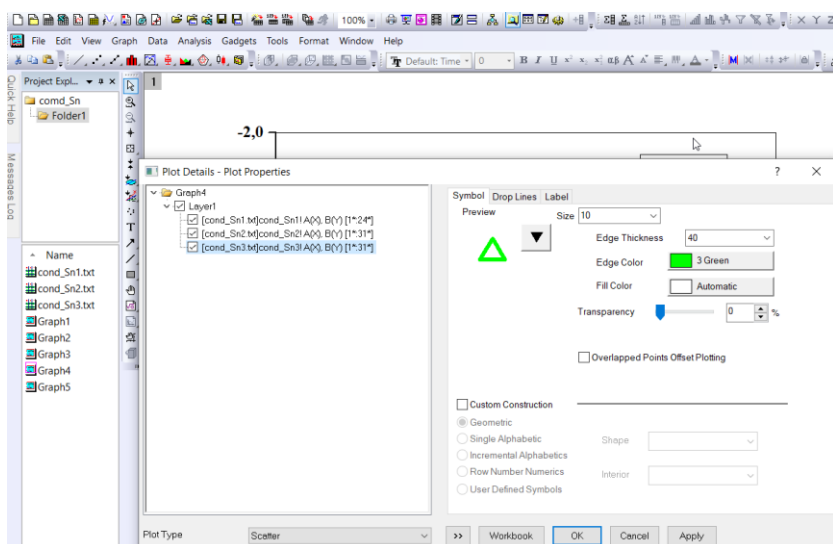 100%
File Edit View Graph Data Analysis Gadgets Tools Format Window Help
Default: Time 0 B I U x² x₁ αβ A A
Quick Help
Messages Log
Project Expl...
comd_Sn
Folder1
Name
cond_Sn1.txt
cond_Sn2.txt
cond_Sn3.txt
Graph1
Graph2
Graph3
Graph4
Graph5
T
1
-2,0
Plot Details - Plot Properties ? X
Graph4
Layer1
[cond_Sn1.txt]cond_Sn1! A(X), B(Y) [1*:24*]
[cond_Sn2.txt]cond_Sn2! A(X), B(Y) [1*:31*]
[cond_Sn3.txt]cond_Sn3! A(X), B(Y) [1*:31*]
Symbol Drop Lines Label
Preview
Size 10
Edge Thickness 40
Edge Color 3 Green
Fill Color Automatic
Transparency 0 %
Overlapped Points Offset Plotting
Custom Construction
Geometric
Single Alphabetic
Shape
Incremental Alphabetics
Row Number Numerics
Interior
User Defined Symbols
Plot Type Scatter >> Workbook OK Cancel Apply